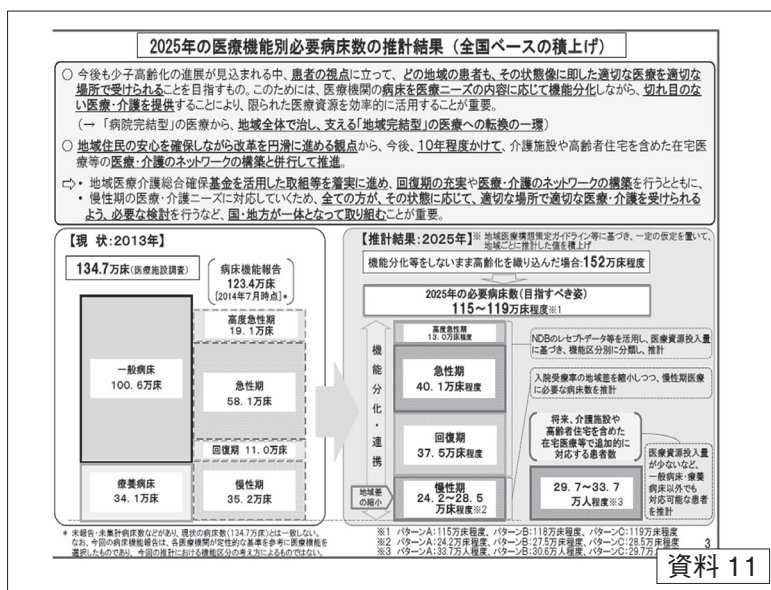 2025年の医療機能別必要病床数の推計結果（全国ベースの積上げ）
○ 今後も少子高齢化の進展が見込まれる中、患者の視点に立って、どの地域の患者も、その状態像に即した適切な医療を適切な
場所で受けられることを目指すもの。このためには、医療機関の病床を医療ニーズの内容に応じて機能分化しながら、切れ目のな
い医療・介護を提供することにより、限られた医療資源を効率的に活用することが重要。
（→ 「病院完結型」の医療から、地域全体で治し、支える「地域完結型」の医療への転換の一環）
○ 地域住民の安心を確保しながら改革を円滑に進める観点から、今後、10年程度かけて、介護施設や高齢者住宅を含めた在宅医
療等の医療・介護のネットワークの構築と併行して推進。
⇨ ・ 地域医療介護総合確保基金を活用した取組等を着実に進め、回復期の充実や医療・介護のネットワークの構築を行うとともに、
・ 慢性期の医療・介護ニーズに対応していくため、全ての方が、その状態に応じて、適切な場所で適切な医療・介護を受けられる
よう、必要な検討を行うなど、国・地方が一体となって取り組むことが重要。
【現 状：2013年】
134.7万床（医療施設調査）
病床機能報告
123.4万床
［2014年7月時点］*
一般病床
100.6万床
療養病床
34.1万床
高度急性期
19.1万床
急性期
58.1万床
回復期 11.0万床
慢性期
35.2万床
【推計結果：2025年】※ 地域医療構想策定ガイドライン等に基づき、一定の仮定を置いて、
地域ごとに推計した値を積上げ
機能分化等をしないまま高齢化を織り込んだ場合：152万床程度
2025年の必要病床数（目指すべき姿）
115～119万床程度※1
機能分化・連携
地域差
の縮小
高度急性期
13.0万床程度
急性期
40.1万床程度
回復期
37.5万床程度
慢性期
24.2～28.5
万床程度※2
NDBのレセプトデータ等を活用し、医療資源投入量
に基づき、機能区分別に分類し、推計
入院受療率の地域差を縮小しつつ、慢性期医療
に必要な病床数を推計
将来、介護施設や
高齢者住宅を含めた
在宅医療等で追加的に
対応する患者数
29.7～33.7
万人程度※3
医療資源投入量
が少ないなど、
一般病床・療養
病床以外でも
対応可能な患者
を推計
* 未報告・未集計病床数などがあり、現状の病床数（134.7万床）とは一致しない。
なお、今回の病床機能報告は、各医療機関が定性的な基準を参考に医療機能を
選択したものであり、今回の推計における機能区分の考え方によるものではない。
※1 パターンA：115万床程度、パターンB：118万床程度、パターンC：119万床程度
※2 パターンA：24.2万床程度、パターンB：27.5万床程度、パターンC：28.5万床程度
※3 パターンA：33.7万人程度、パターンB：30.6万人程度、パターンC：29.7万人
3
資料11